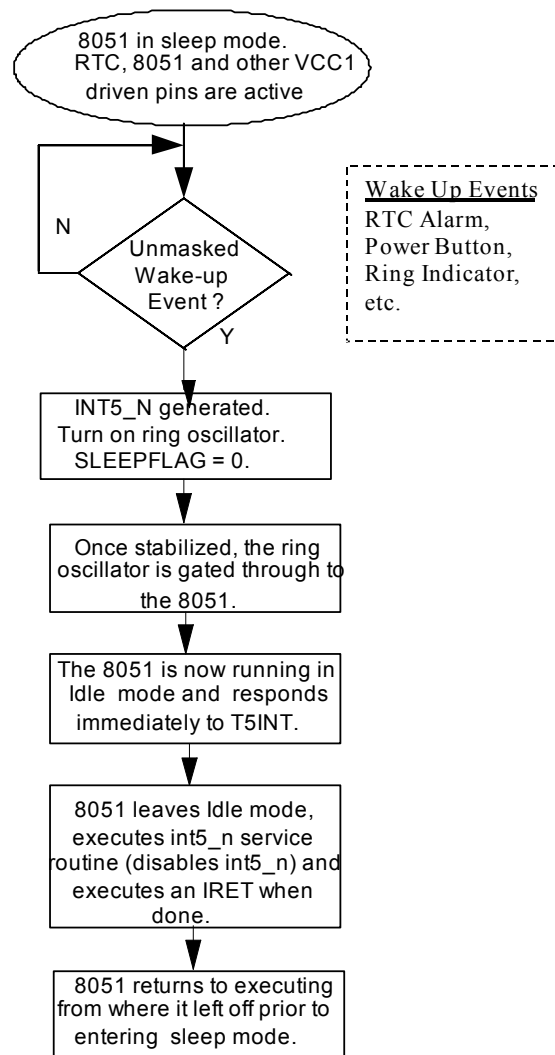 8051 in sleep mode.
RTC, 8051 and other VCC1
driven pins are active
N
Unmasked
Wake-up
Event ?
Y
Wake Up Events
RTC Alarm,
Power Button,
Ring Indicator,
etc.
INT5_N generated.
Turn on ring oscillator.
SLEEPFLAG = 0.
Once stabilized, the ring
oscillator is gated through to
the 8051.
The 8051 is now running in
Idle mode and responds
immediately to T5INT.
8051 leaves Idle mode,
executes int5_n service
routine (disables int5_n) and
executes an IRET when
done.
8051 returns to executing
from where it left off prior to
entering sleep mode.